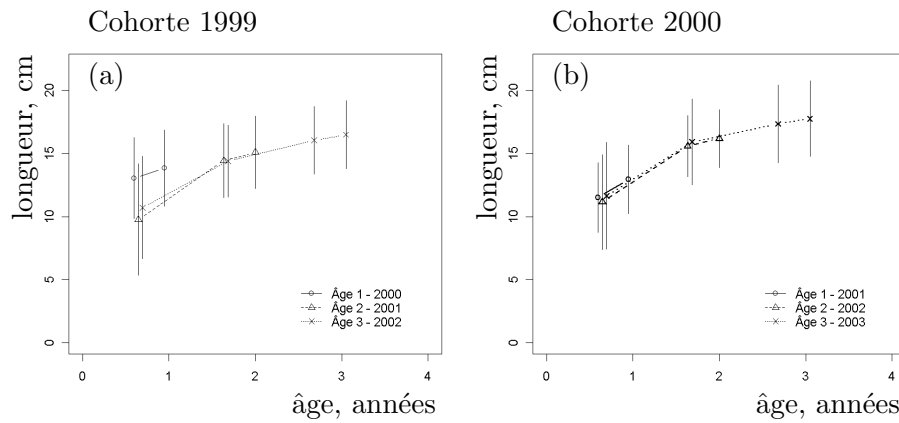 Cohorte 1999
(a)
longueur, cm
20
15
10
5
0
Âge 1 - 2000
Âge 2 - 2001
Âge 3 - 2002
0 1 2 3 4
âge, années
Cohorte 2000
(b)
longueur, cm
20
15
10
5
0
Âge 1 - 2001
Âge 2 - 2002
Âge 3 - 2003
0 1 2 3 4
âge, années